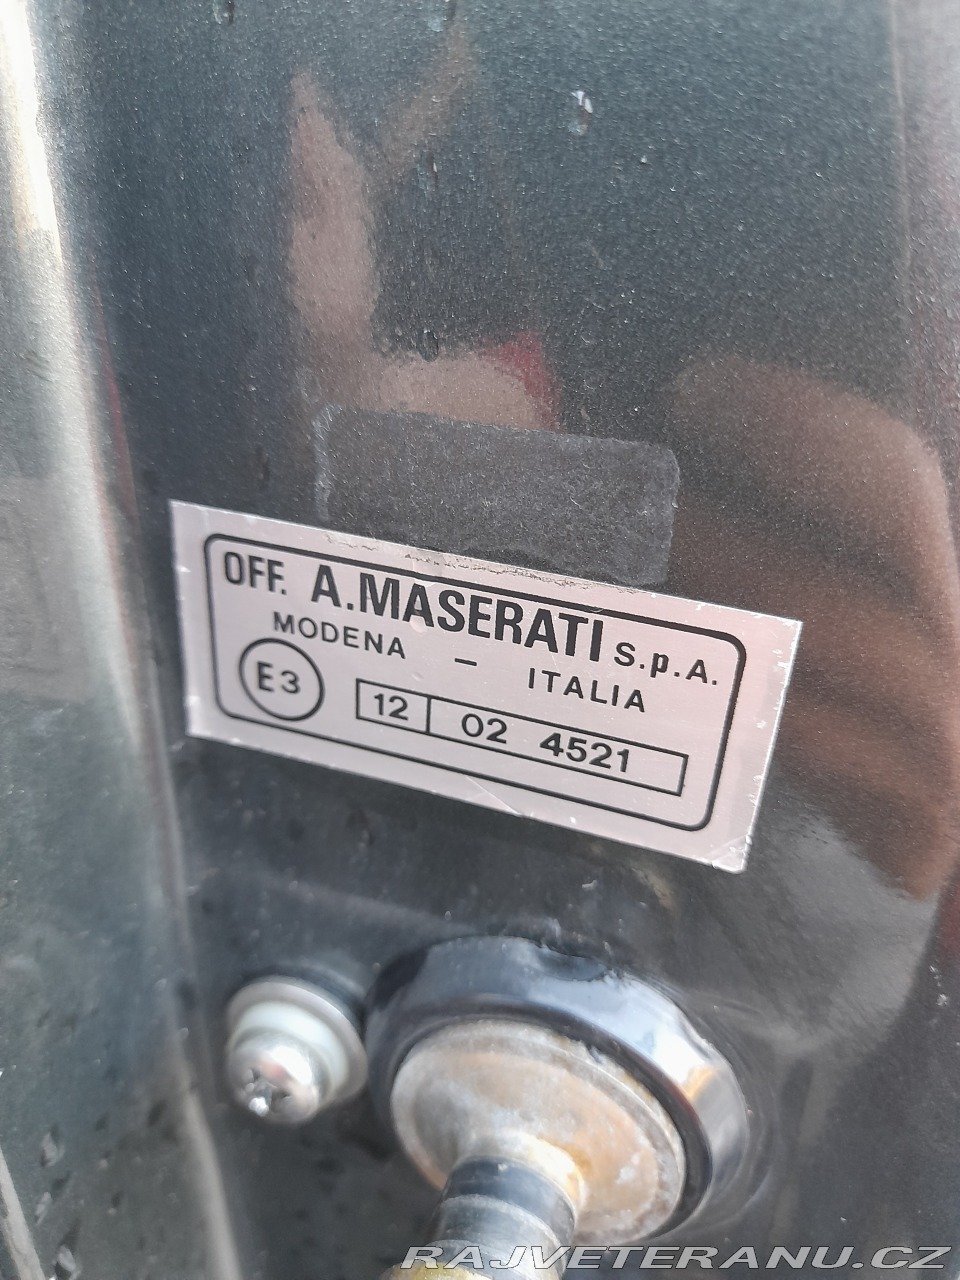 OFF. A.MASERATI S.p.A.
MODENA – ITALIA
E3 12 02 4521
RAJVETERANU.CZ